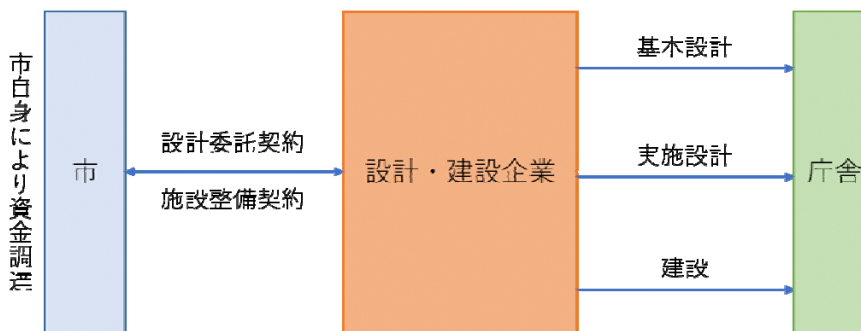 市自身により資金調達
市
設計委託契約
施設整備契約
設計・建設企業
基本設計
実施設計
建設
庁舎